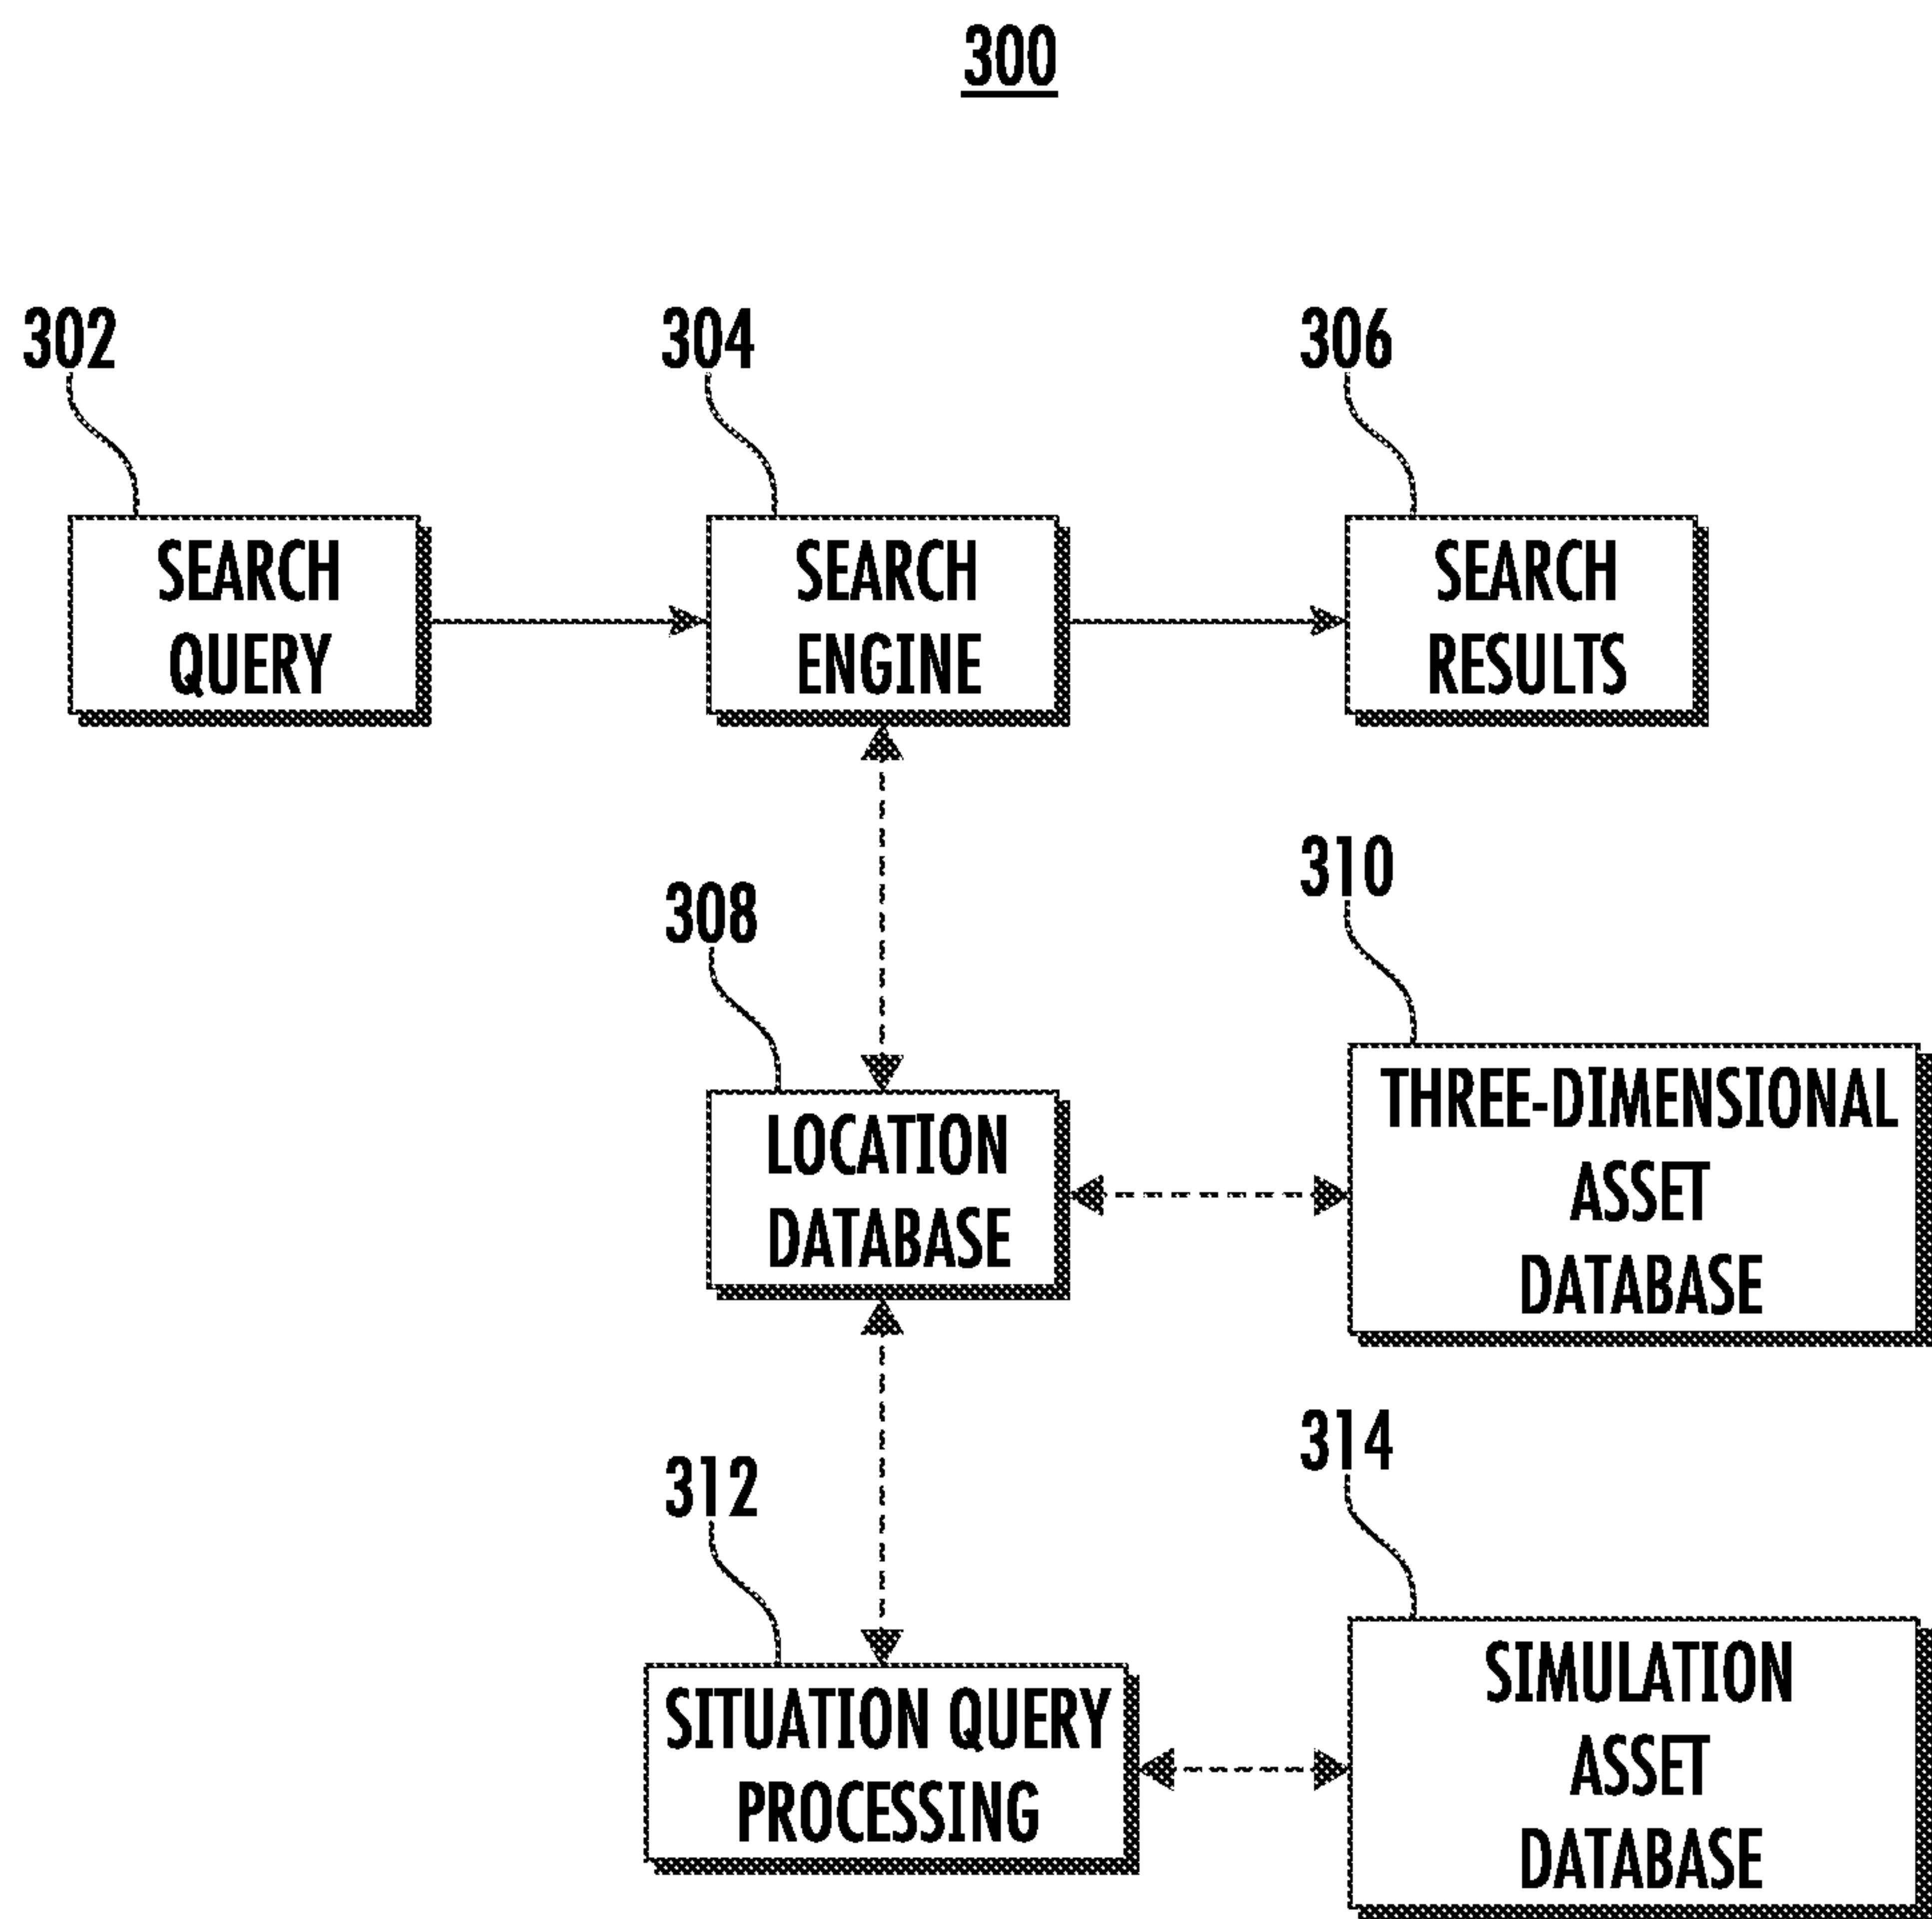 300
302
304
306
SEARCH
QUERY
SEARCH
ENGINE
SEARCH
RESULTS
308
310
LOCATION
DATABASE
THREE-DIMENSIONAL
ASSET
DATABASE
312
314
SITUATION QUERY
PROCESSING
SIMULATION
ASSET
DATABASE